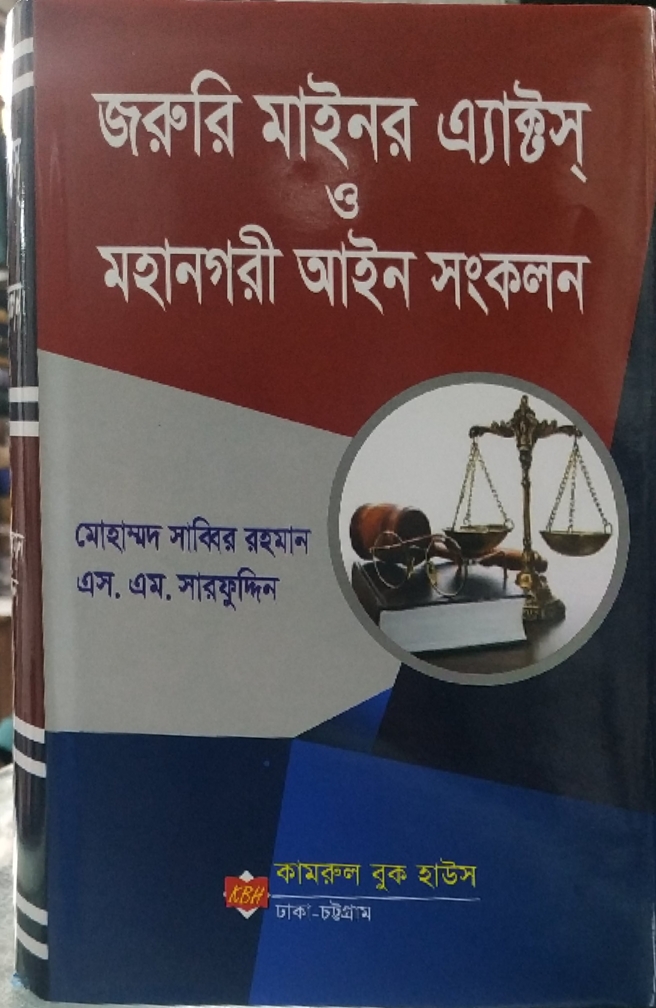 জরুরি মাইনর এ্যাক্টস্
ও
মহানগরী আইন সংকলন
মোহাম্মদ সাব্বির রহমান
এস. এম. সারফুদ্দিন
KBH
কামরুল বুক হাউস
ঢাকা-চট্টগ্রাম